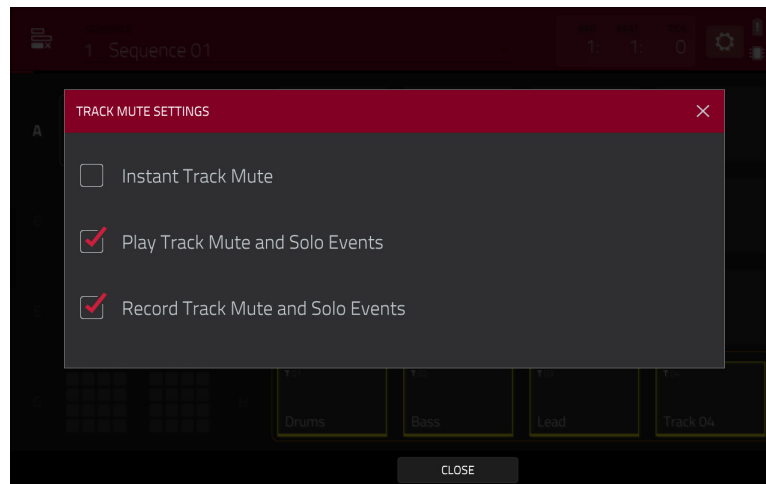 1 Sequence 01
1: 1: 0
TRACK MUTE SETTINGS
A
Instant Track Mute
Play Track Mute and Solo Events
Record Track Mute and Solo Events
G
H
Drums
Bass
Lead
Track 04
CLOSE